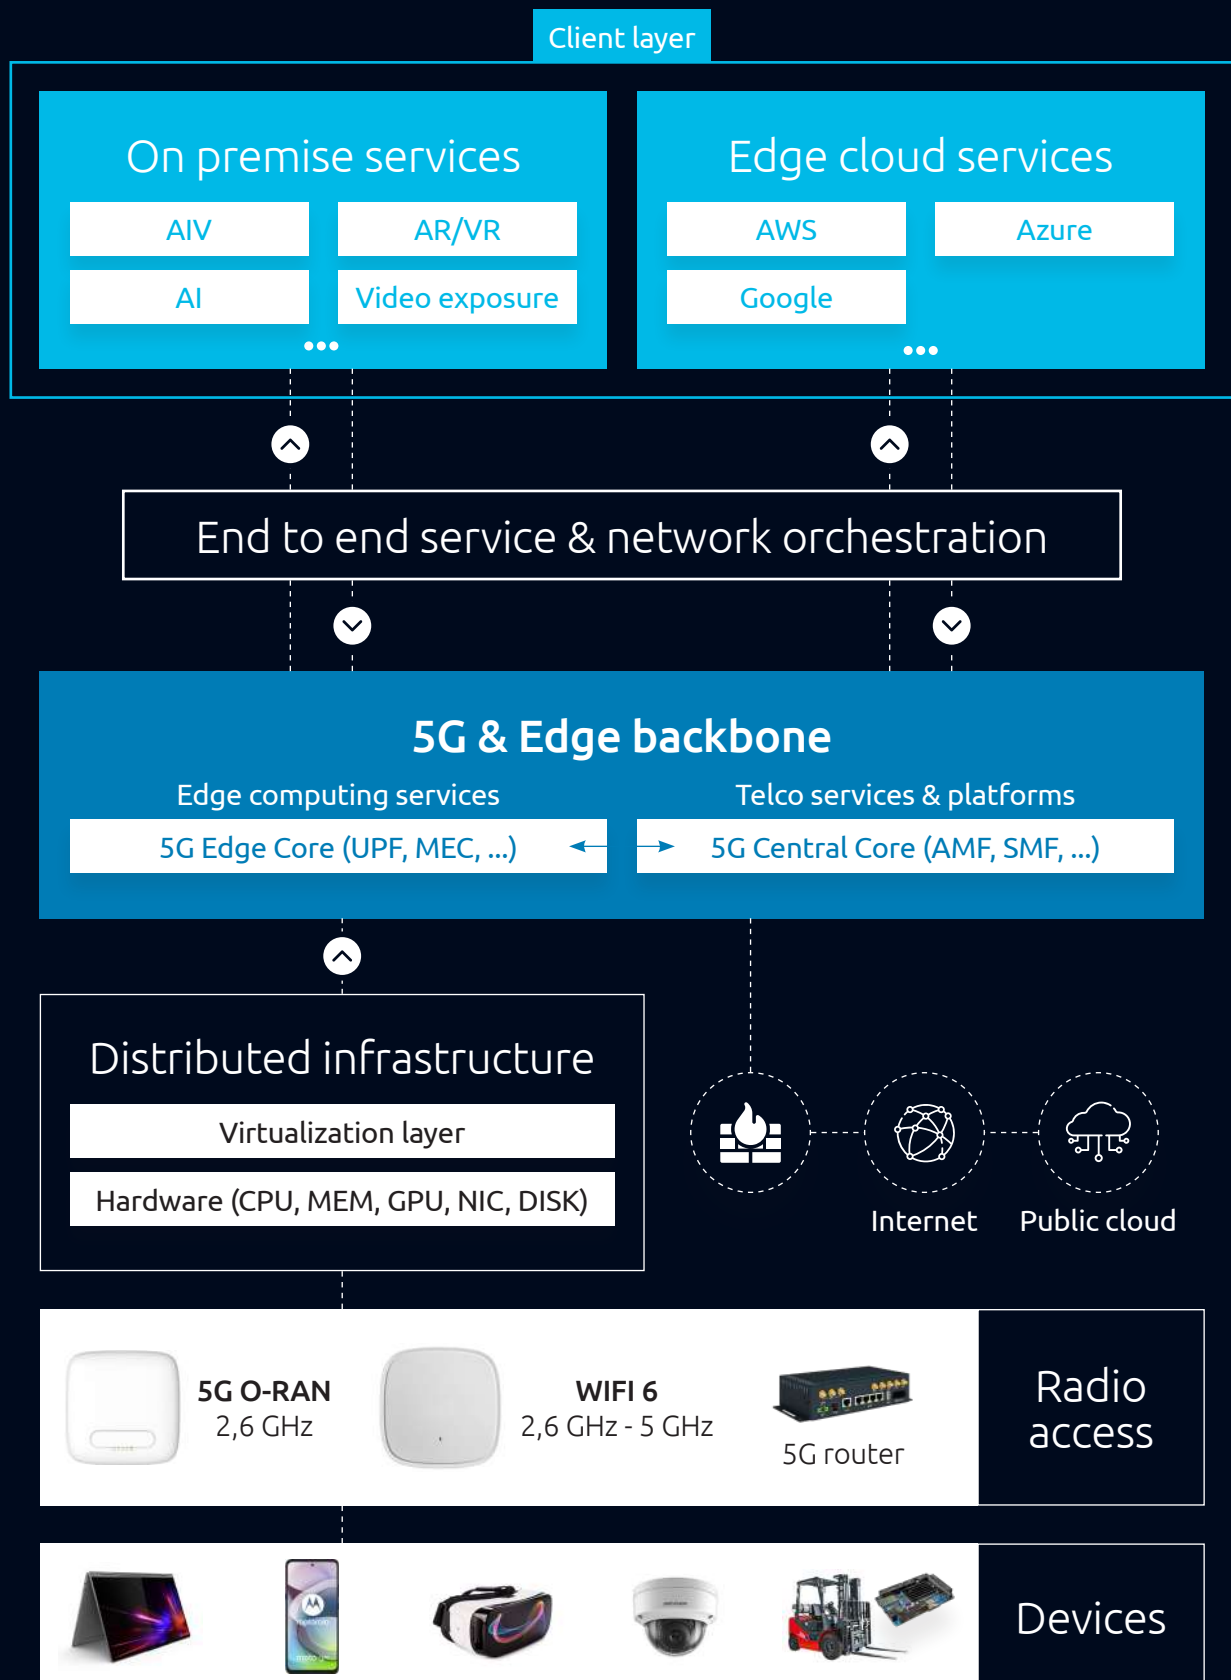 Client layer
On premise services
AIV
AR/VR
AI
Video exposure
Edge cloud services
AWS
Azure
Google
End to end service & network orchestration
5G & Edge backbone
Edge computing services
5G Edge Core (UPF, MEC, ...)
Telco services & platforms
5G Central Core (AMF, SMF, ...)
Distributed infrastructure
Virtualization layer
Hardware (CPU, MEM, GPU, NIC, DISK)
Internet
Public cloud
5G O-RAN
2,6 GHz
WIFI 6
2,6 GHz - 5 GHz
5G router
Radio
access
Devices